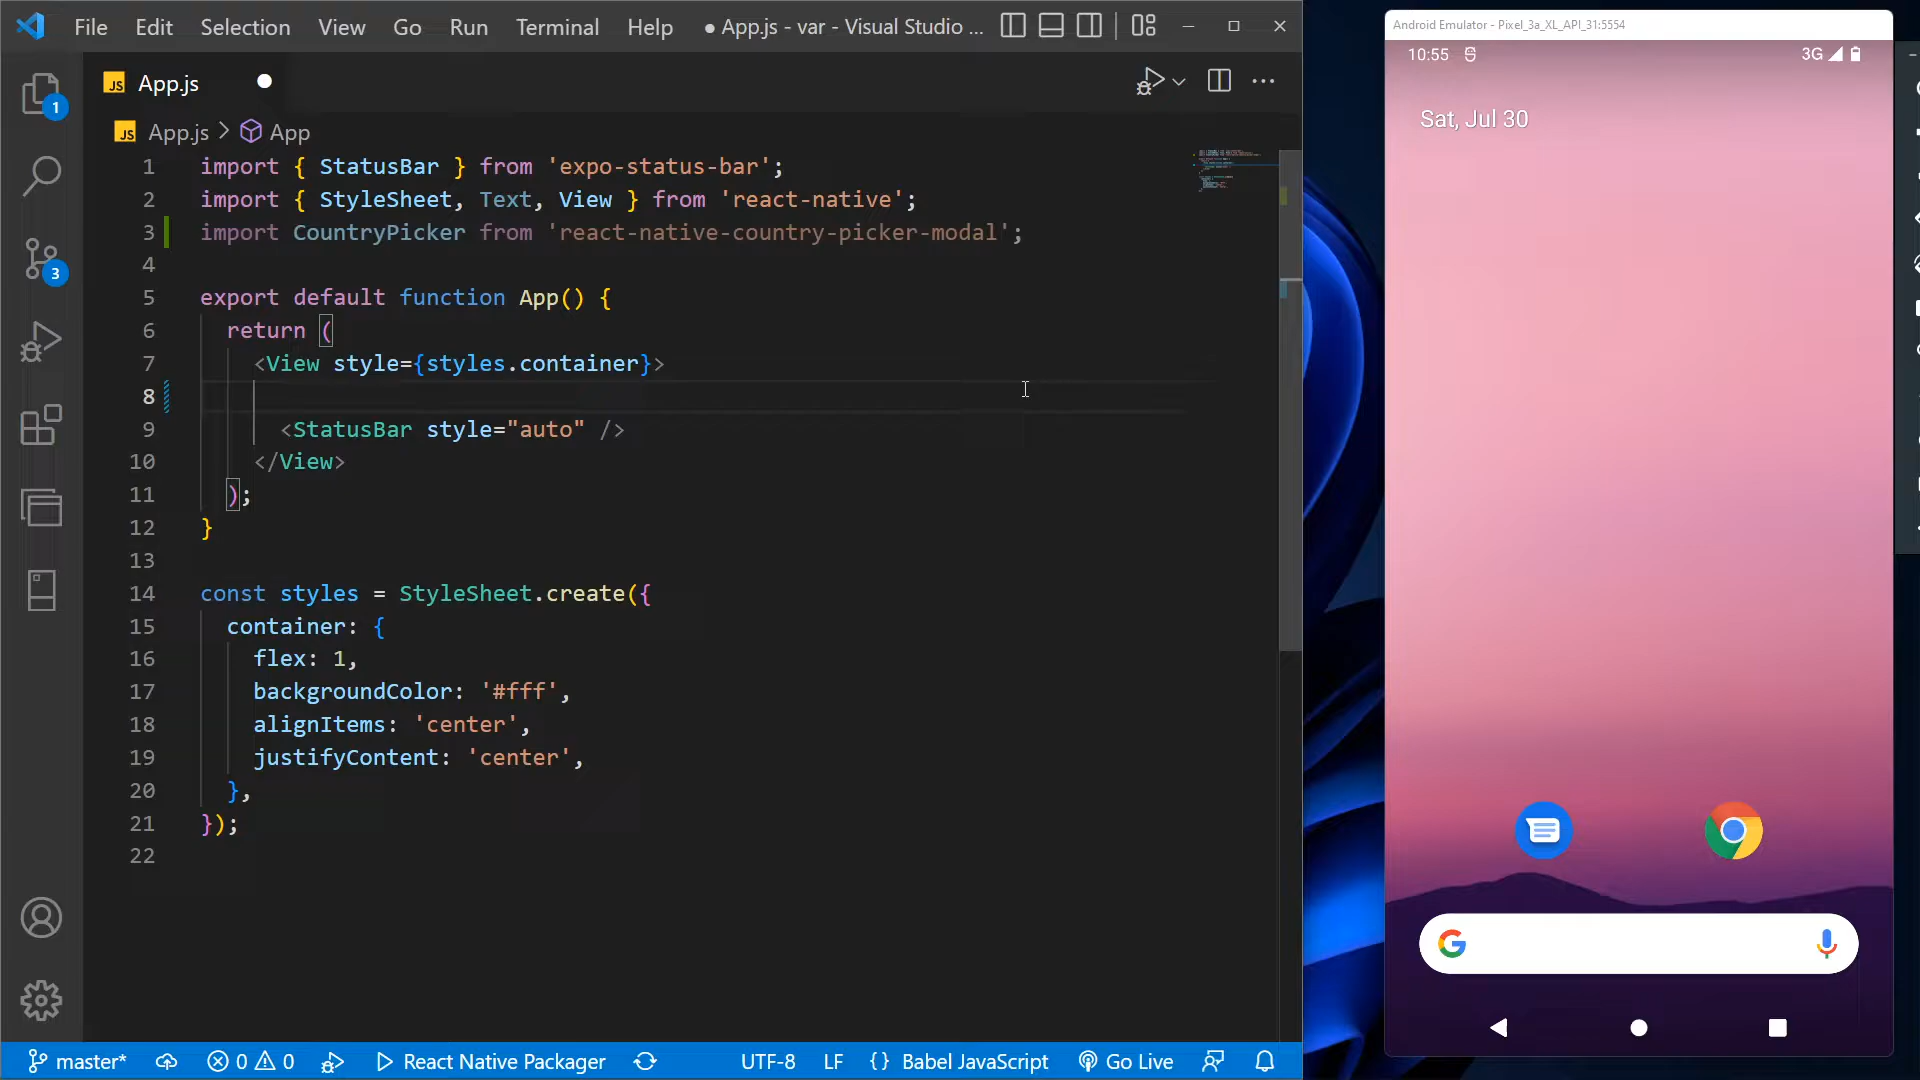 File Edit Selection View Go Run Terminal Help ● App.js - var - Visual Studio ...
JS App.js
JS App.js > App
1 import { StatusBar } from 'expo-status-bar';
2 import { StyleSheet, Text, View } from 'react-native';
3 import CountryPicker from 'react-native-country-picker-modal';
4
5 export default function App() {
6 return (
7 <View style={styles.container}>
8
9 <StatusBar style="auto" />
10 </View>
11 );
12 }
13
14 const styles = StyleSheet.create({
15 container: {
16 flex: 1,
17 backgroundColor: '#fff',
18 alignItems: 'center',
19 justifyContent: 'center',
20 },
21 });
22
1
3
master* 0 0 React Native Packager UTF-8 LF {} Babel JavaScript Go Live
Android Emulator - Pixel_3a_XL_API_31:5554
10:55 3G
Sat, Jul 30